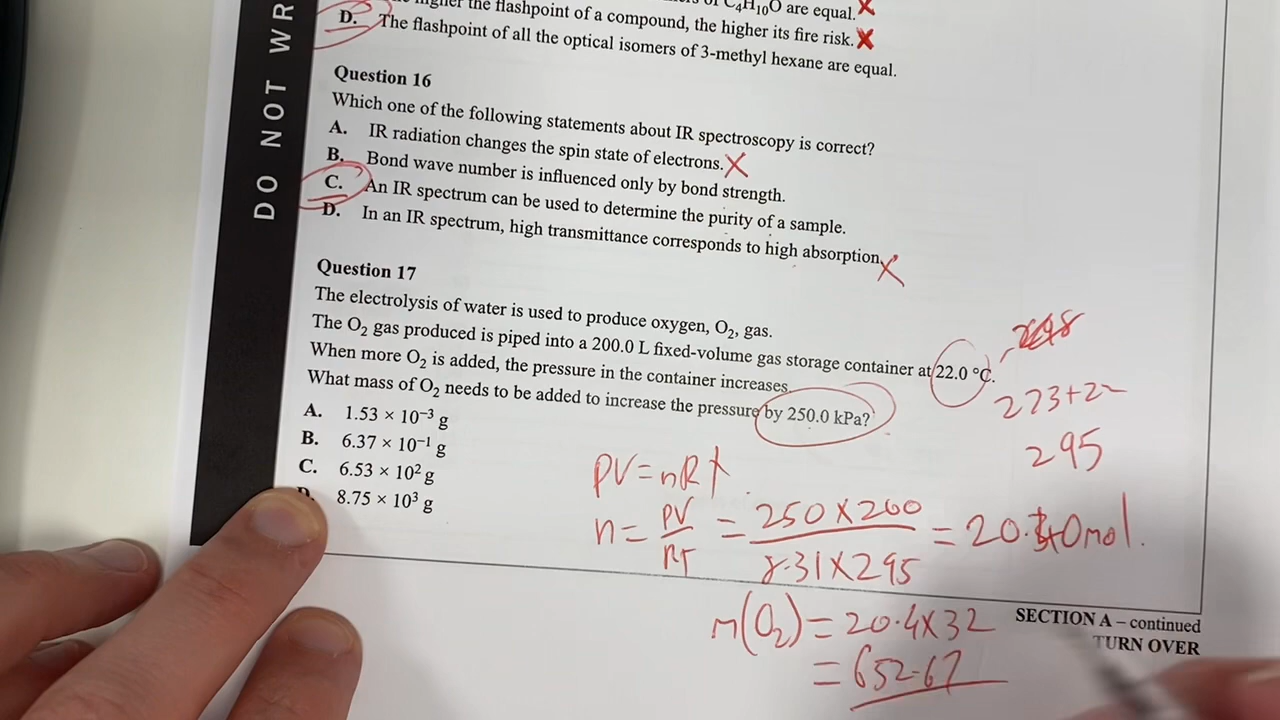 DO NOT WR
of C₄H₁₀O are equal. X
higher the flashpoint of a compound, the higher its fire risk. X
D. The flashpoint of all the optical isomers of 3-methyl hexane are equal.
Question 16
Which one of the following statements about IR spectroscopy is correct?
A. IR radiation changes the spin state of electrons. X
B. Bond wave number is influenced only by bond strength.
C. An IR spectrum can be used to determine the purity of a sample.
D. In an IR spectrum, high transmittance corresponds to high absorption. X
Question 17
The electrolysis of water is used to produce oxygen, O₂, gas.
The O₂ gas produced is piped into a 200.0 L fixed-volume gas storage container at 22.0 °C.
When more O₂ is added, the pressure in the container increases.
What mass of O₂ needs to be added to increase the pressure by 250.0 kPa?
A. 1.53 × 10⁻³ g
B. 6.37 × 10⁻¹ g
C. 6.53 × 10² g
D. 8.75 × 10³ g
273+22
295
PV=nRT
n = PV/RT = 250×200/8.31×295 = 20.40mol.
m(O₂) = 20.4×32
= 652.67
SECTION A – continued
TURN OVER